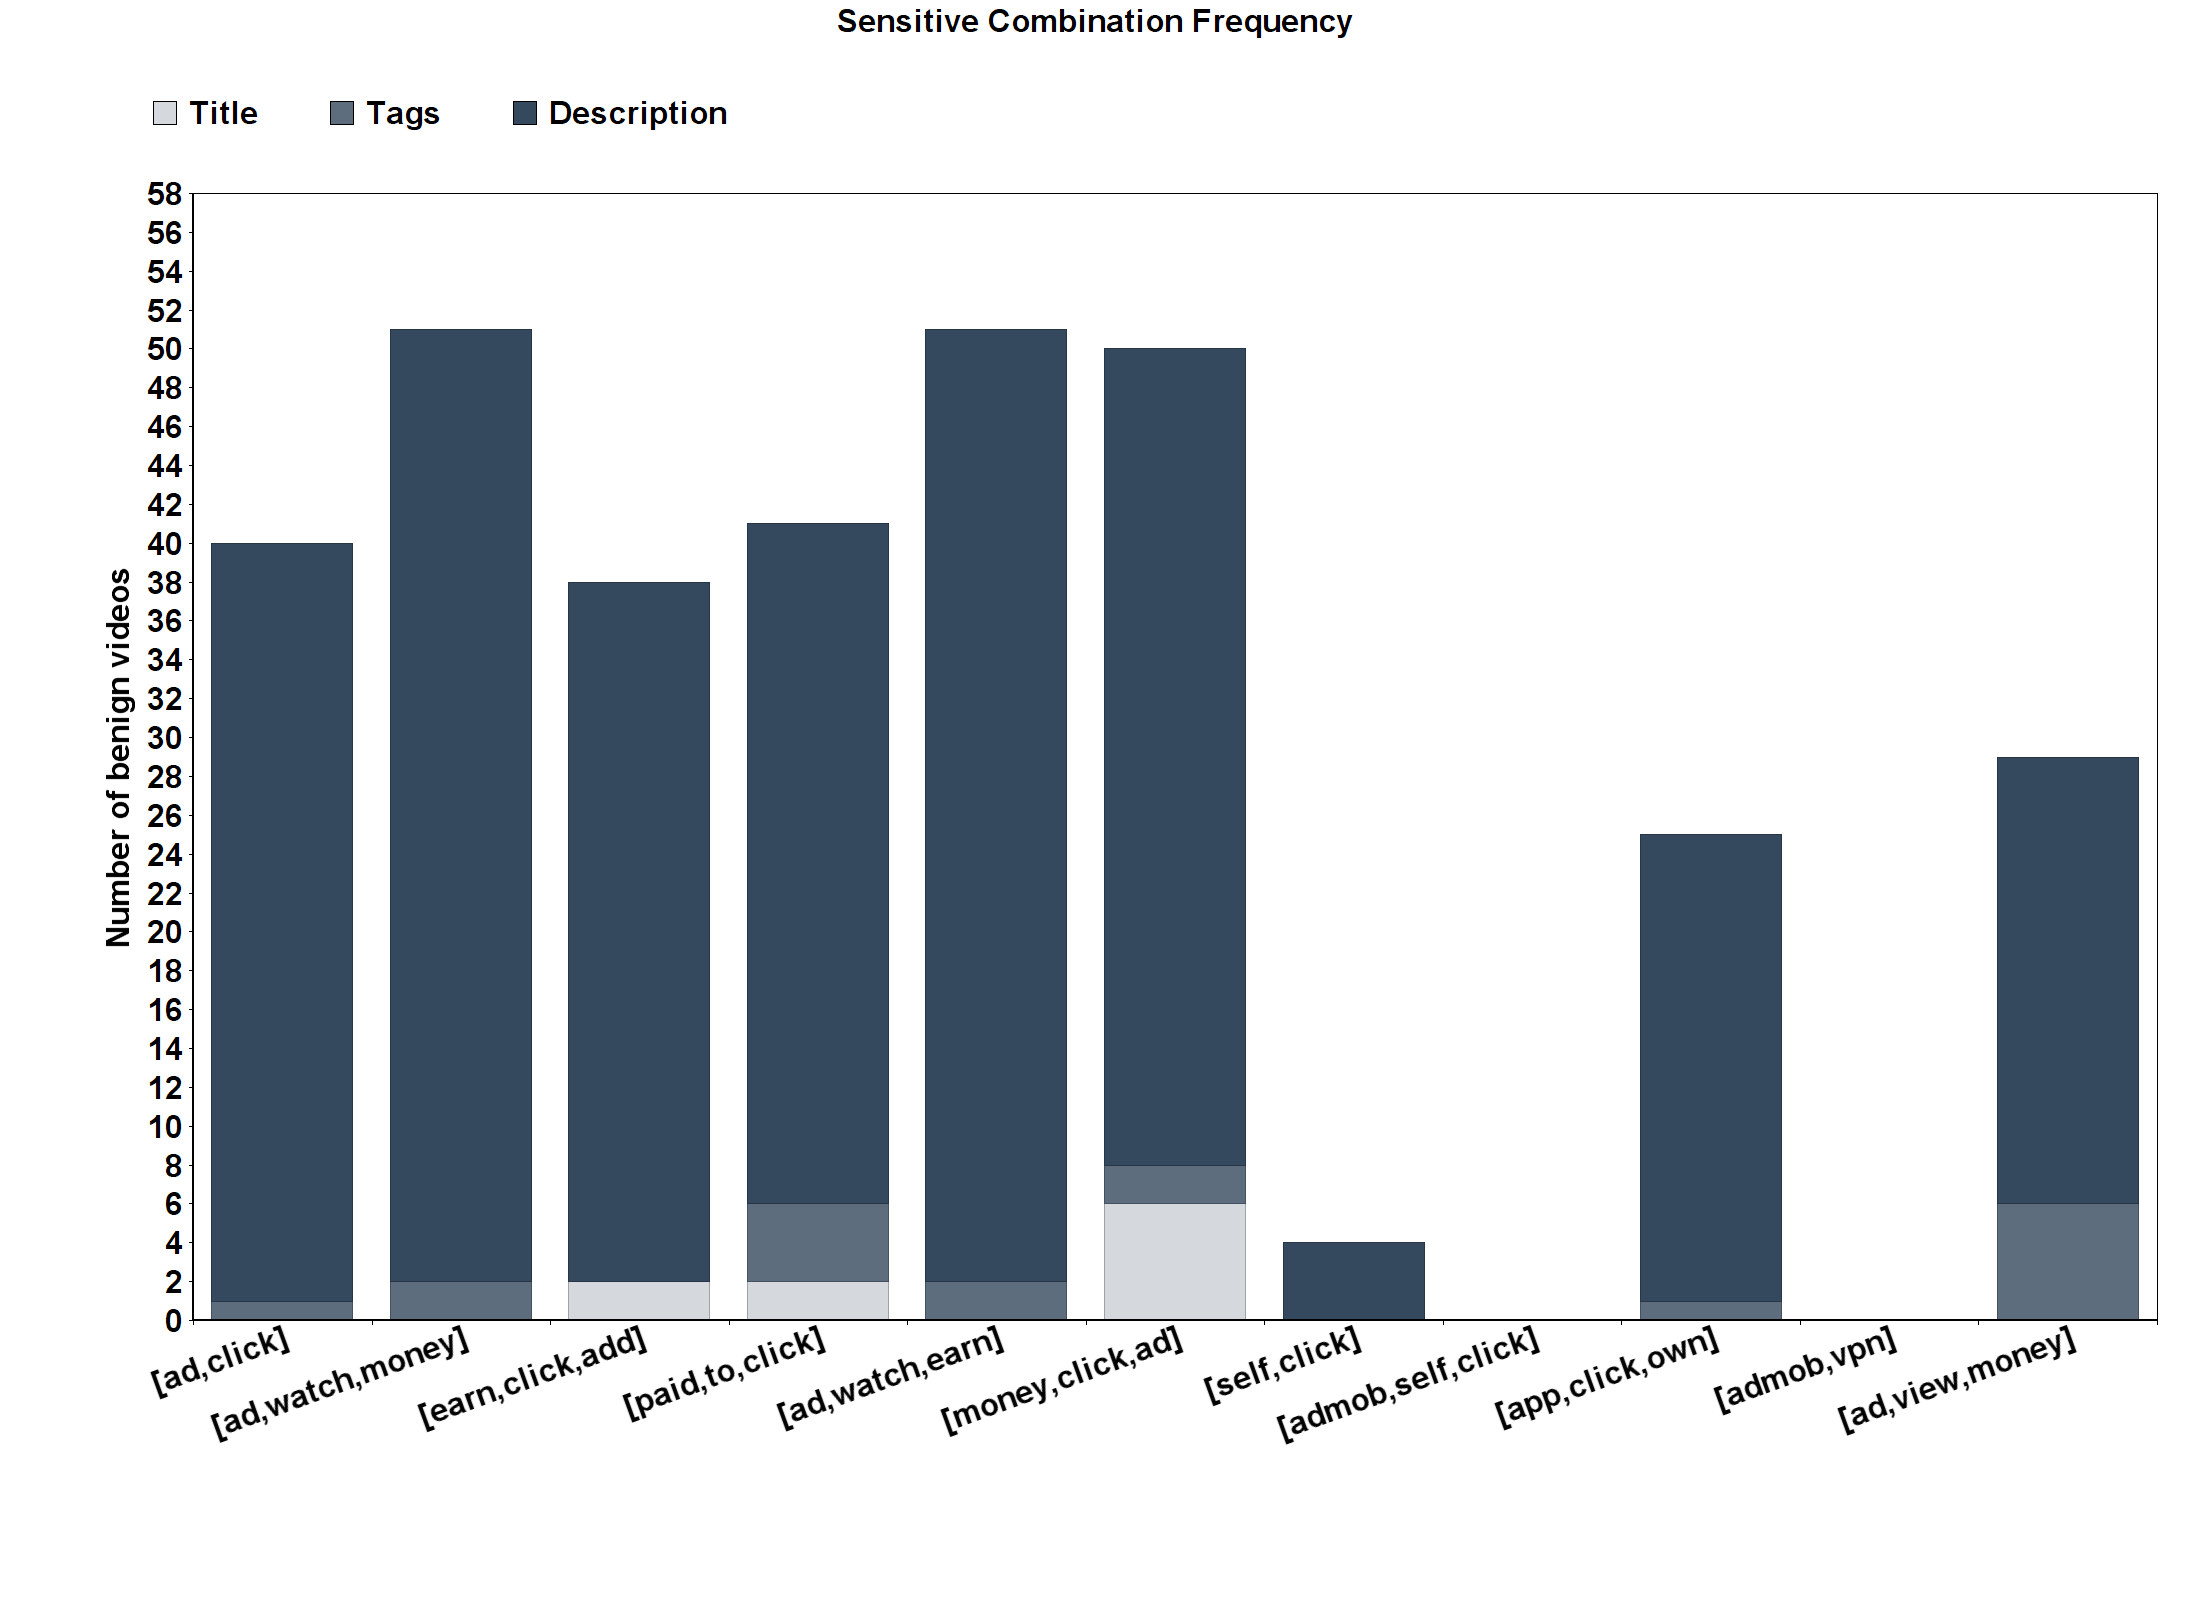 Sensitive Combination Frequency
Title Tags Description
58
56
54
52
50
48
46
44
42
40
38
36
34
32
30
28
26
24
22
20
18
16
14
12
10
8
6
4
2
0
Number of benign videos
[ad,click]
[ad,watch,money]
[earn,click,add]
[paid,to,click]
[ad,watch,earn]
[money,click,ad]
[self,click]
[admob,self,click]
[app,click,own]
[admob,vpn]
[ad,view,money]